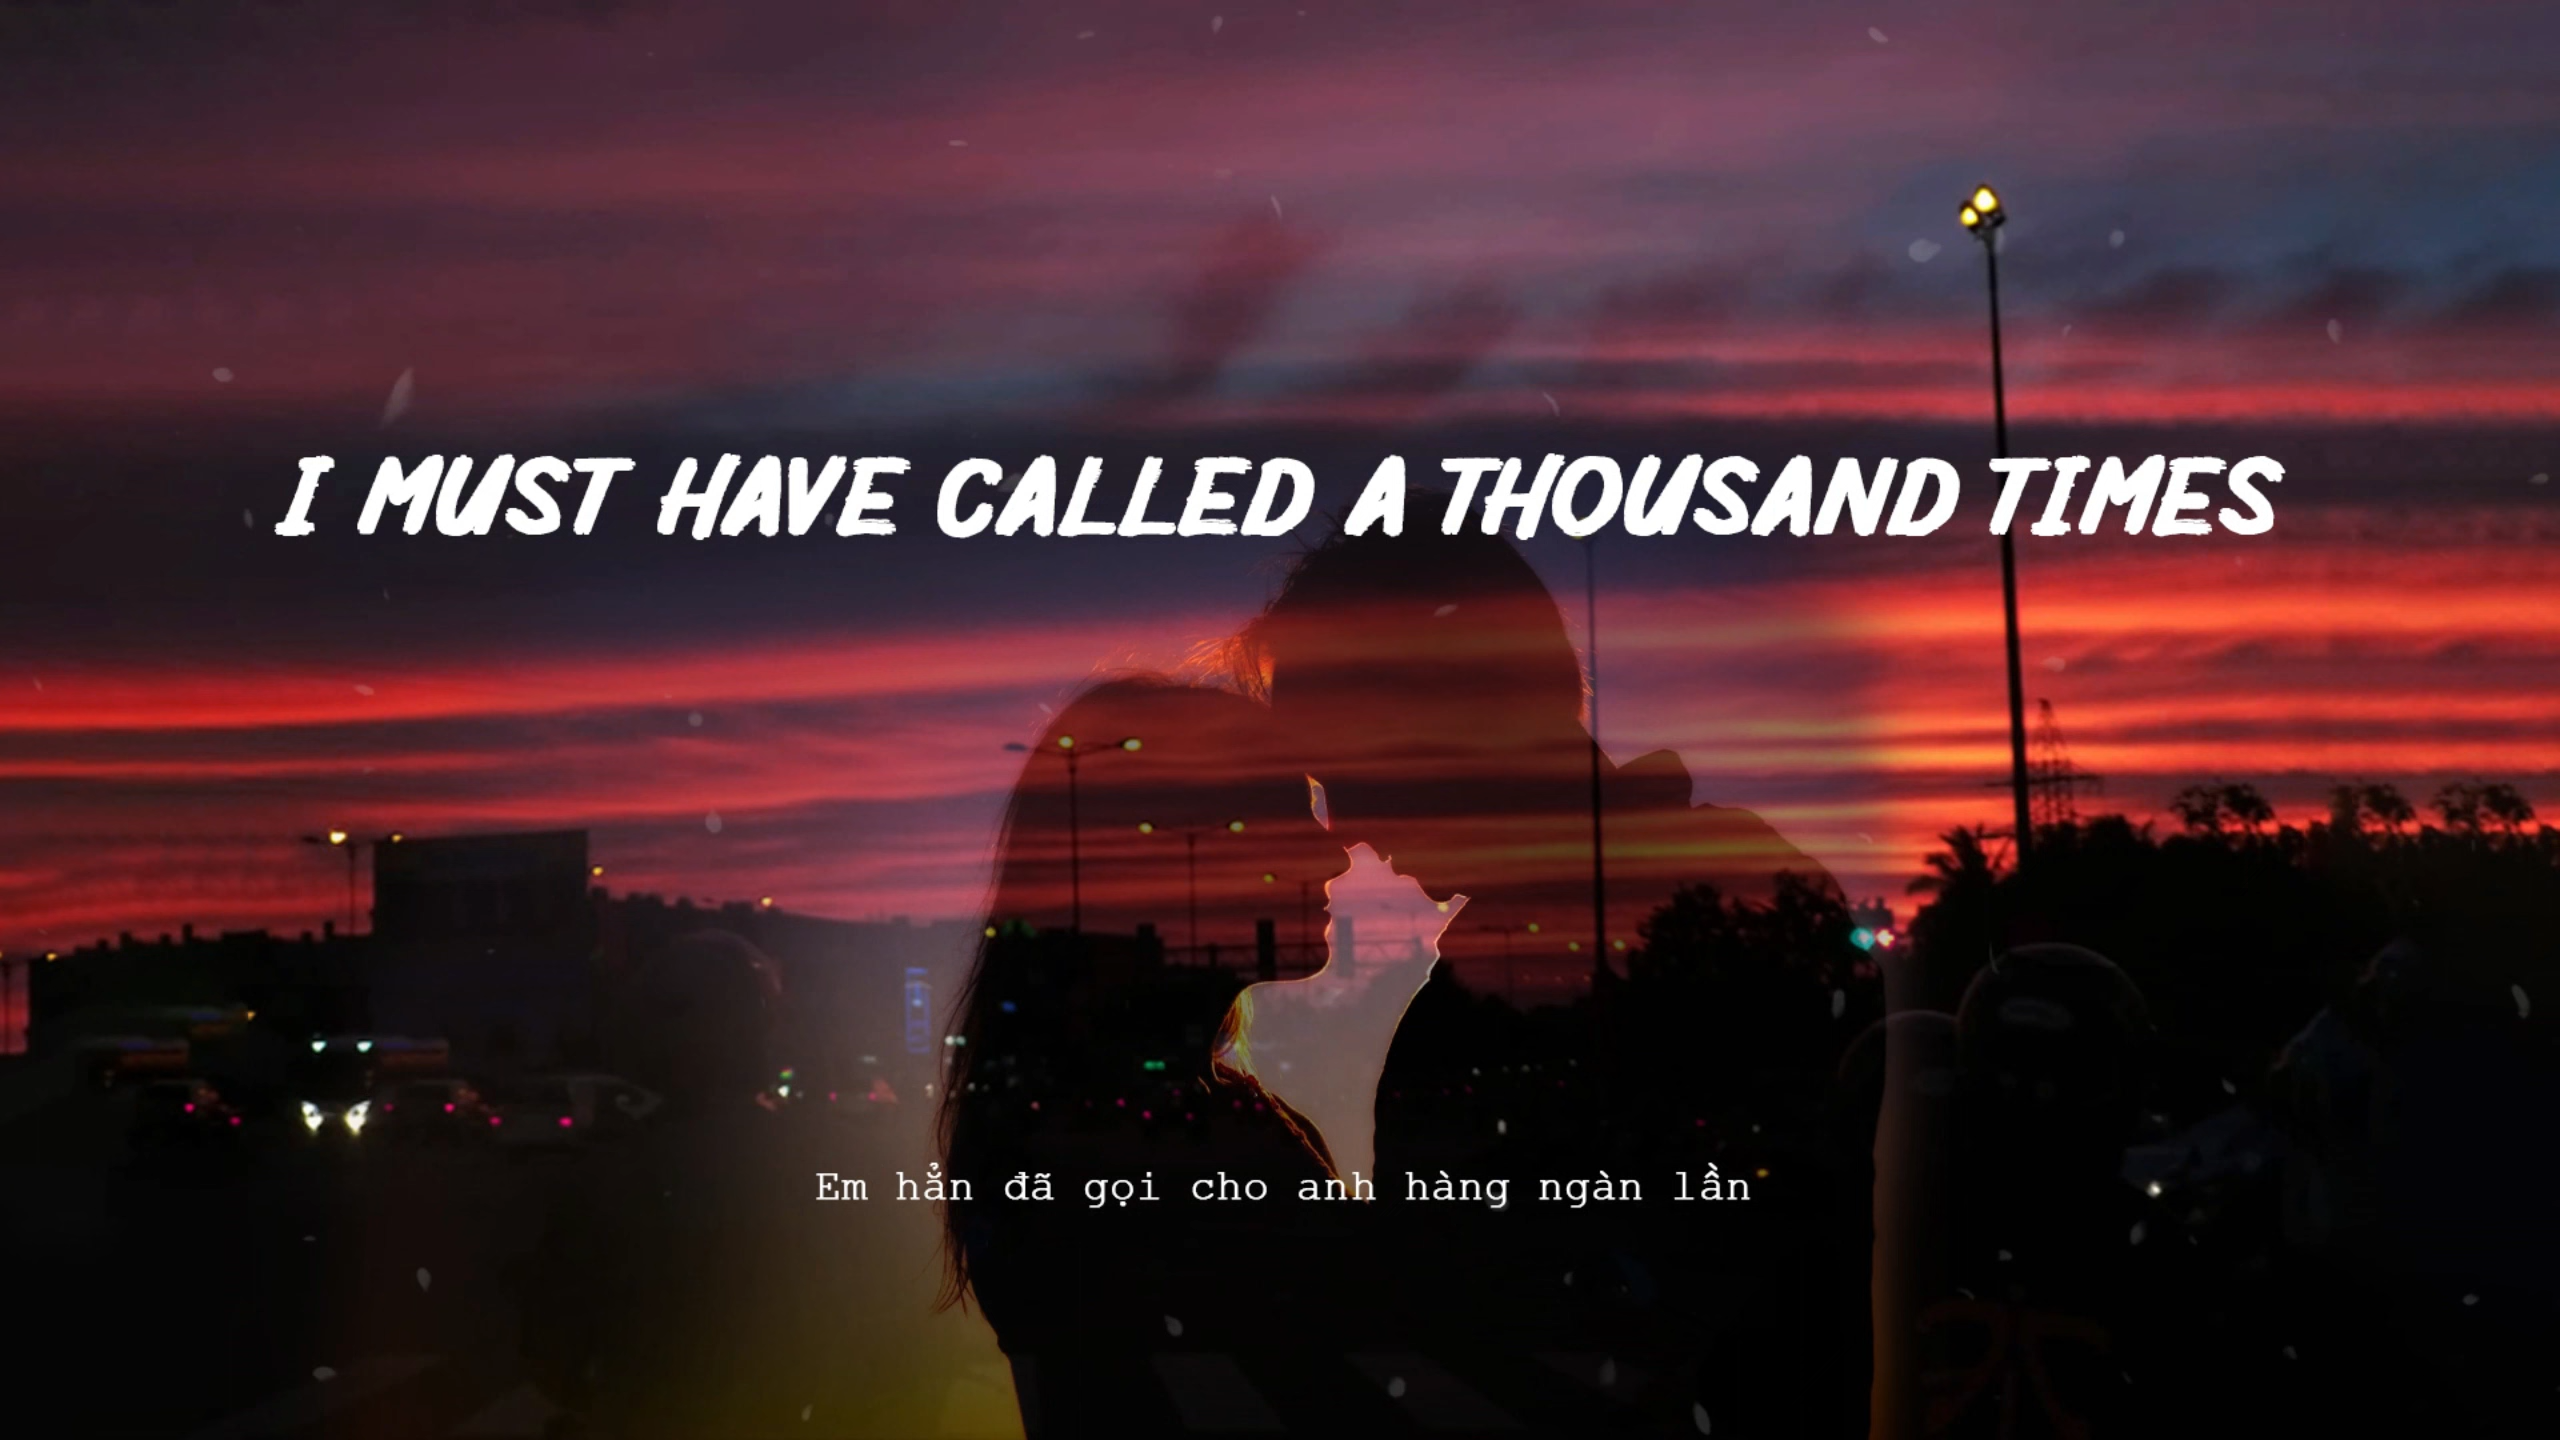 I MUST HAVE CALLED A THOUSAND TIMES
Em hẳn đã gọi cho anh hàng ngàn lần